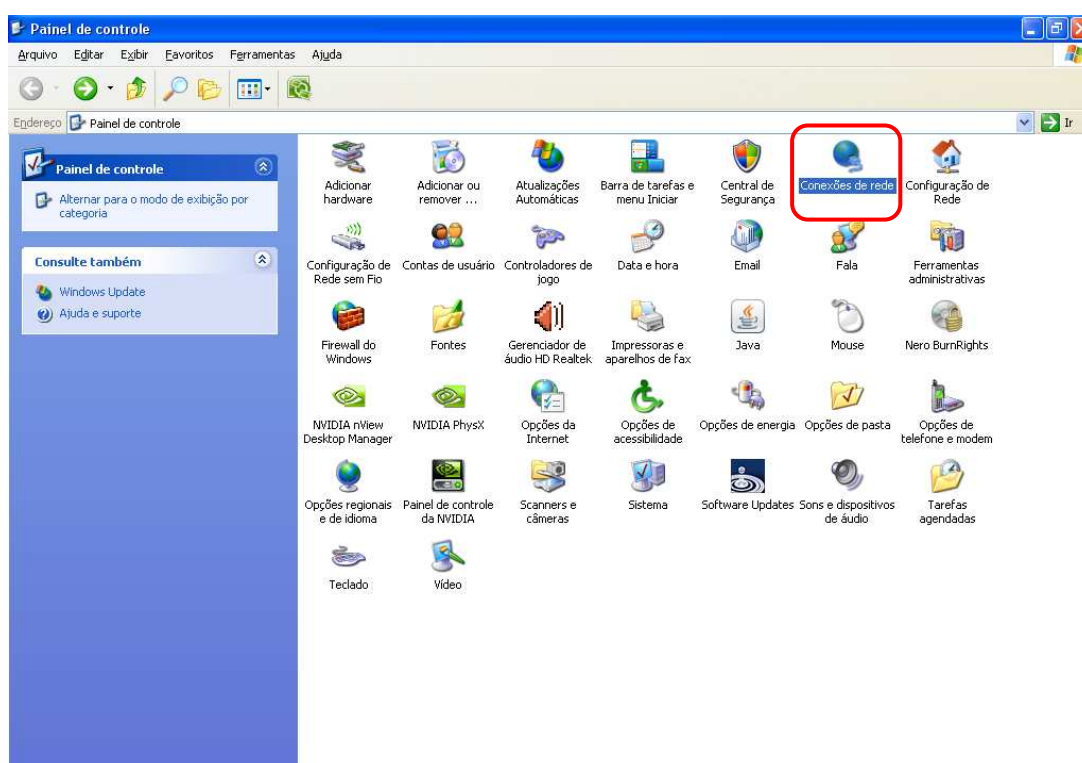 Painel de controle
Arquivo Editar Exibir Favoritos Ferramentas Ajuda
Endereço Painel de controle Ir
Painel de controle
Alternar para o modo de exibição por
categoria
Consulte também
Windows Update
Ajuda e suporte
Adicionar
hardware
Adicionar ou
remover ...
Atualizações
Automáticas
Barra de tarefas e
menu Iniciar
Central de
Segurança
Conexões de rede
Configuração de
Rede
Configuração de
Rede sem Fio
Contas de usuário
Controladores de
jogo
Data e hora
Email
Fala
Ferramentas
administrativas
Firewall do
Windows
Fontes
Gerenciador de
áudio HD Realtek
Impressoras e
aparelhos de fax
Java
Mouse
Nero BurnRights
NVIDIA nView
Desktop Manager
NVIDIA PhysX
Opções da
Internet
Opções de
acessibilidade
Opções de energia
Opções de pasta
Opções de
telefone e modem
Opções regionais
e de idioma
Painel de controle
da NVIDIA
Scanners e
câmeras
Sistema
Software Updates
Sons e dispositivos
de áudio
Tarefas
agendadas
Teclado
Vídeo